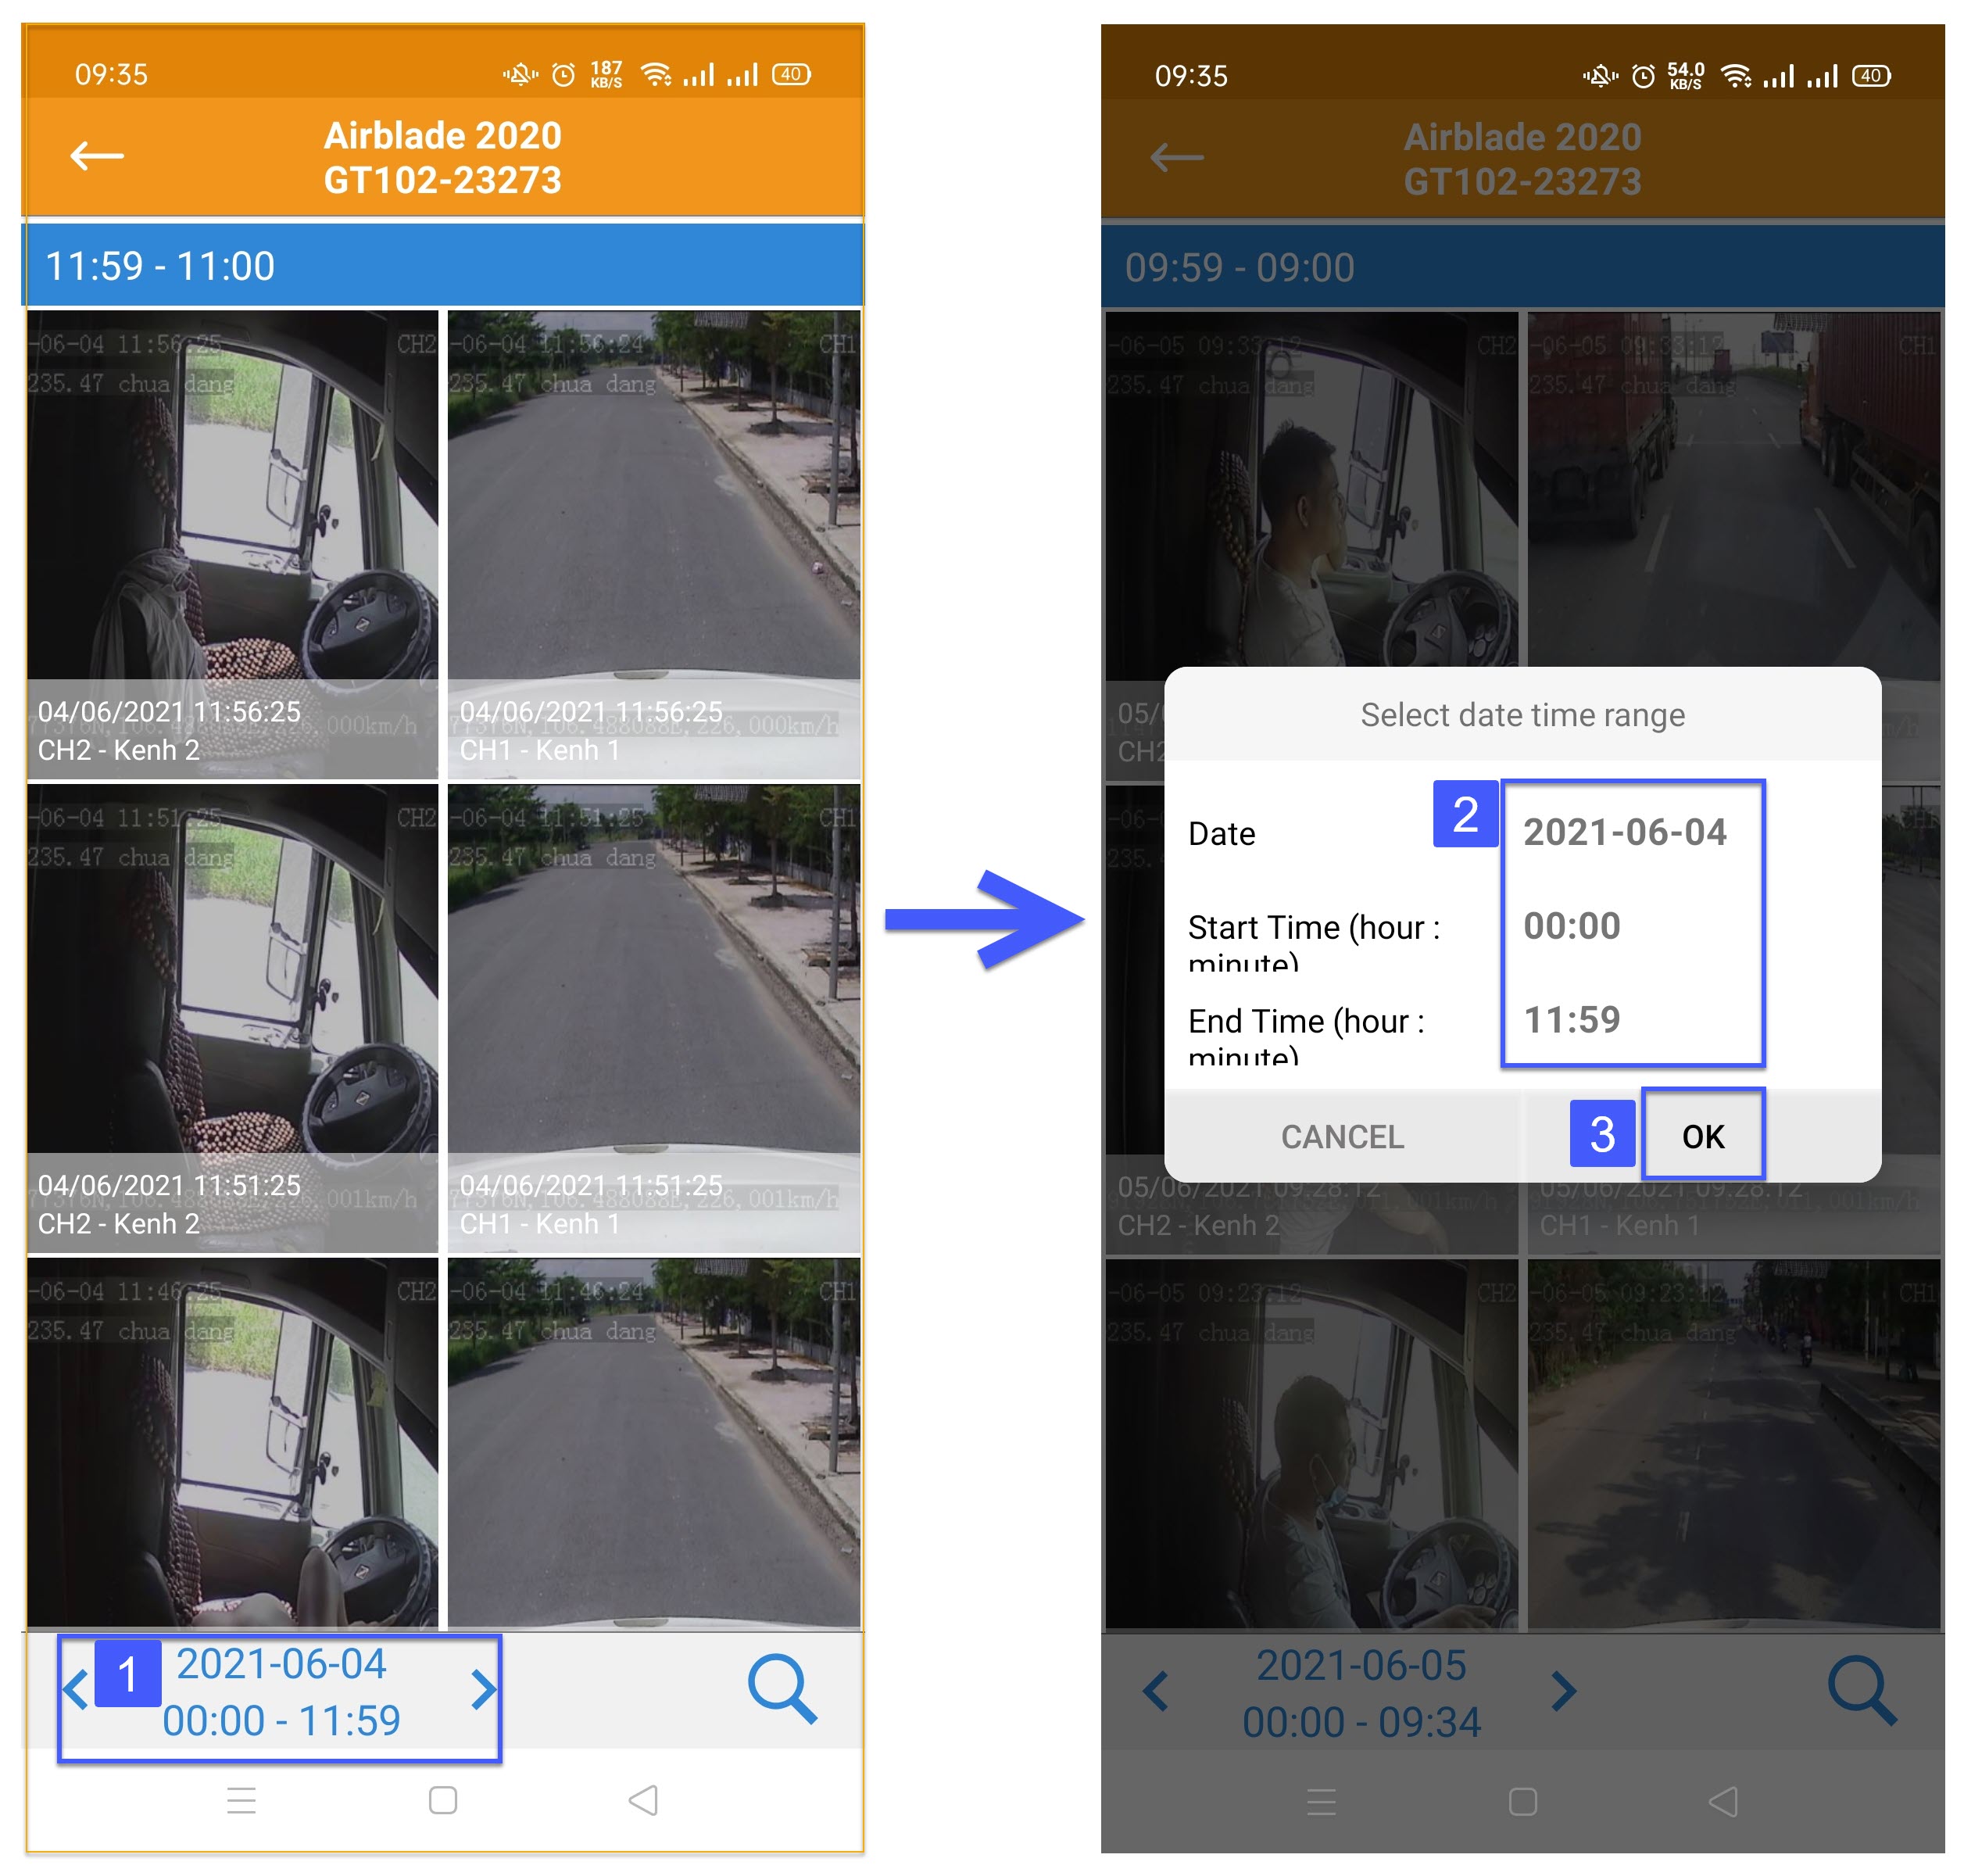 09:35
187
KB/S
40
Airblade 2020
GT102-23273
11:59 - 11:00
-06-04 11:56:25 CH2
235.47 chua dang
04/06/2021 11:56:25
CH2 - Kenh 2
-06-04 11:56:24 CH1
235.47 chua dang
04/06/2021 11:56:25
CH1 - Kenh 1
-06-04 11:51:25 CH2
235.47 chua dang
04/06/2021 11:51:25
CH2 - Kenh 2
-06-04 11:51:25 CH1
235.47 chua dang
04/06/2021 11:51:25
CH1 - Kenh 1
-06-04 11:46:25 CH2
235.47 chua dang
-06-04 11:46:24 CH1
235.47 chua dang
1
2021-06-04
00:00 - 11:59
09:35
54.0
KB/S
40
Airblade 2020
GT102-23273
09:59 - 09:00
-06-05 09:33:12 CH2
235.47 chua dang
-06-05 09:33:12 CH1
235.47 chua dang
Select date time range
Date
2
2021-06-04
Start Time (hour :
minute)
00:00
End Time (hour :
minute)
11:59
CANCEL
3
OK
05/06/2021 09:28:12
CH2 - Kenh 2
05/06/2021 09:28:12
CH1 - Kenh 1
-06-05 09:23:12 CH2
235.47 chua dang
-06-05 09:23:12 CH1
235.47 chua dang
2021-06-05
00:00 - 09:34